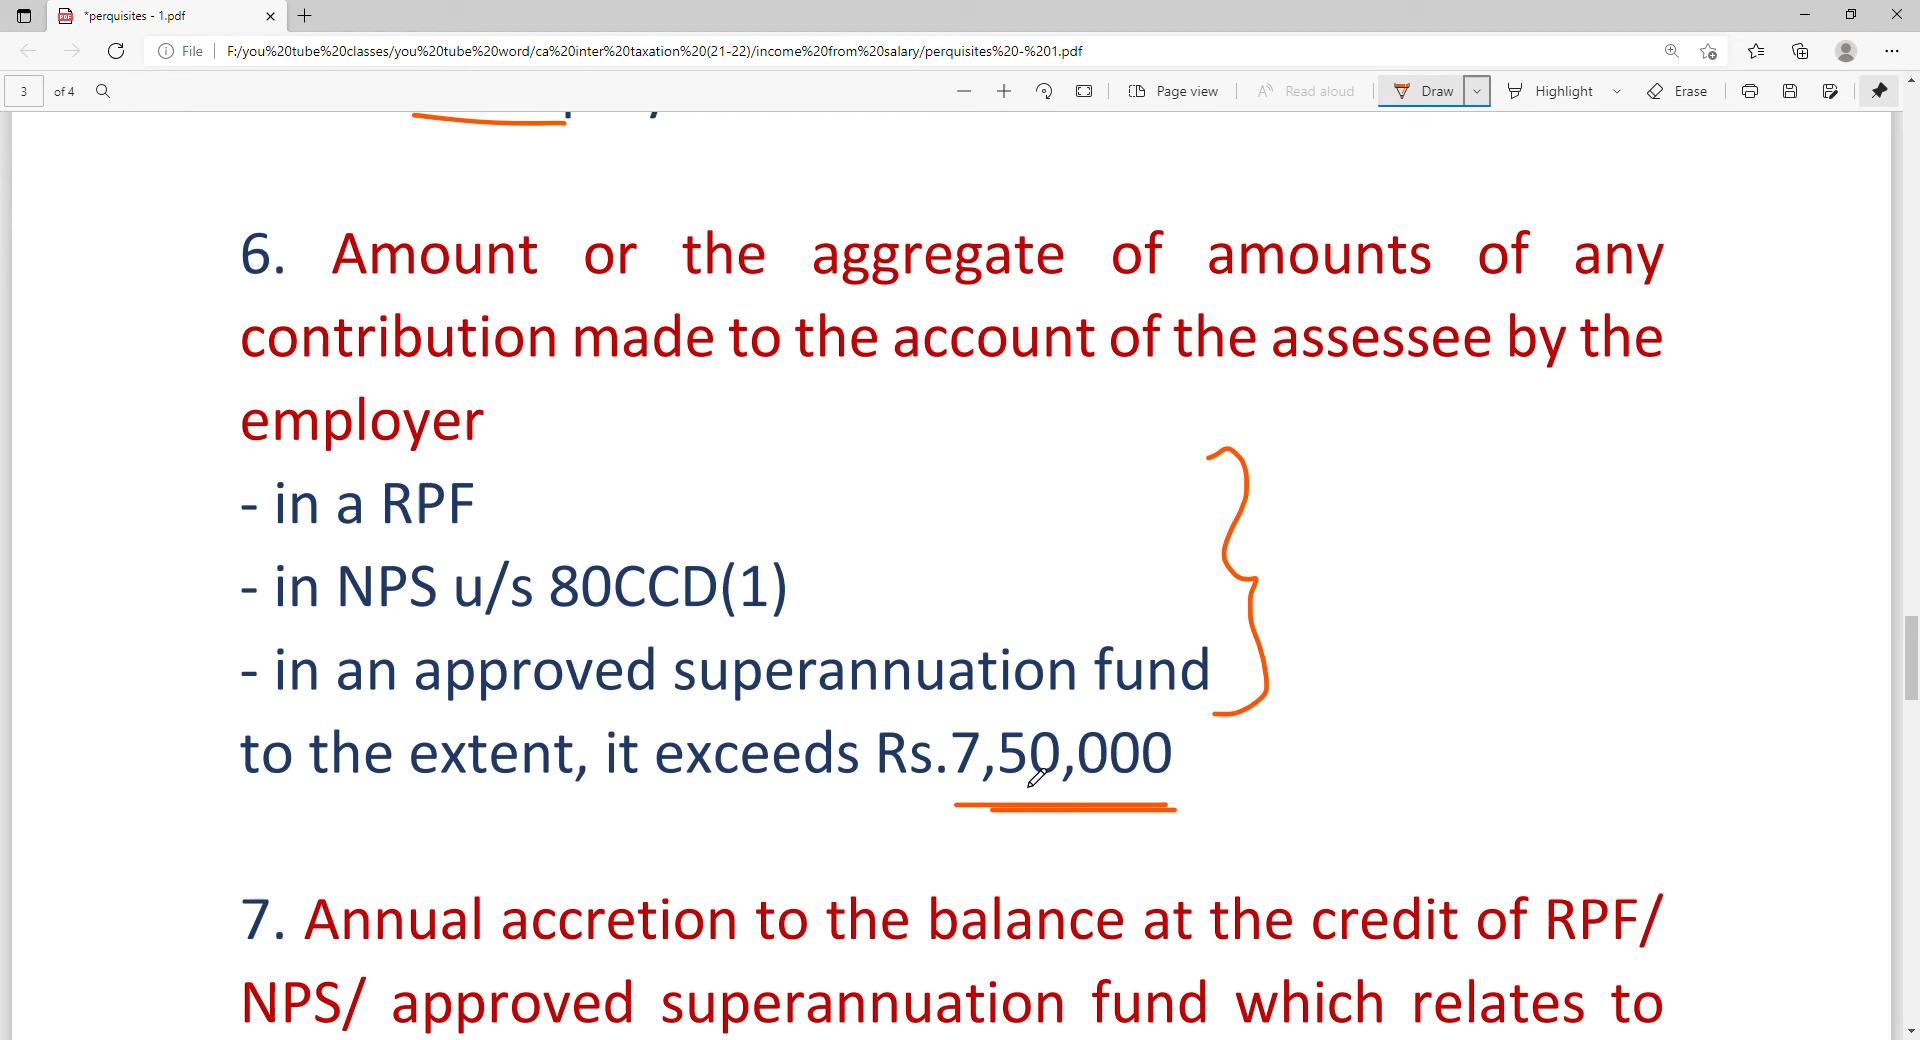 *perquisites - 1.pdf
File
F:/you%20tube%20classes/you%20tube%20word/ca%20inter%20taxation%20(21-22)/income%20from%20salary/perquisites%20-%201.pdf
3 of 4
Page view
Read aloud
Draw
Highlight
Erase
6. Amount or the aggregate of amounts of any
contribution made to the account of the assessee by the
employer
- in a RPF
- in NPS u/s 80CCD(1)
- in an approved superannuation fund
to the extent, it exceeds Rs.7,50,000
7. Annual accretion to the balance at the credit of RPF/
NPS/ approved superannuation fund which relates to